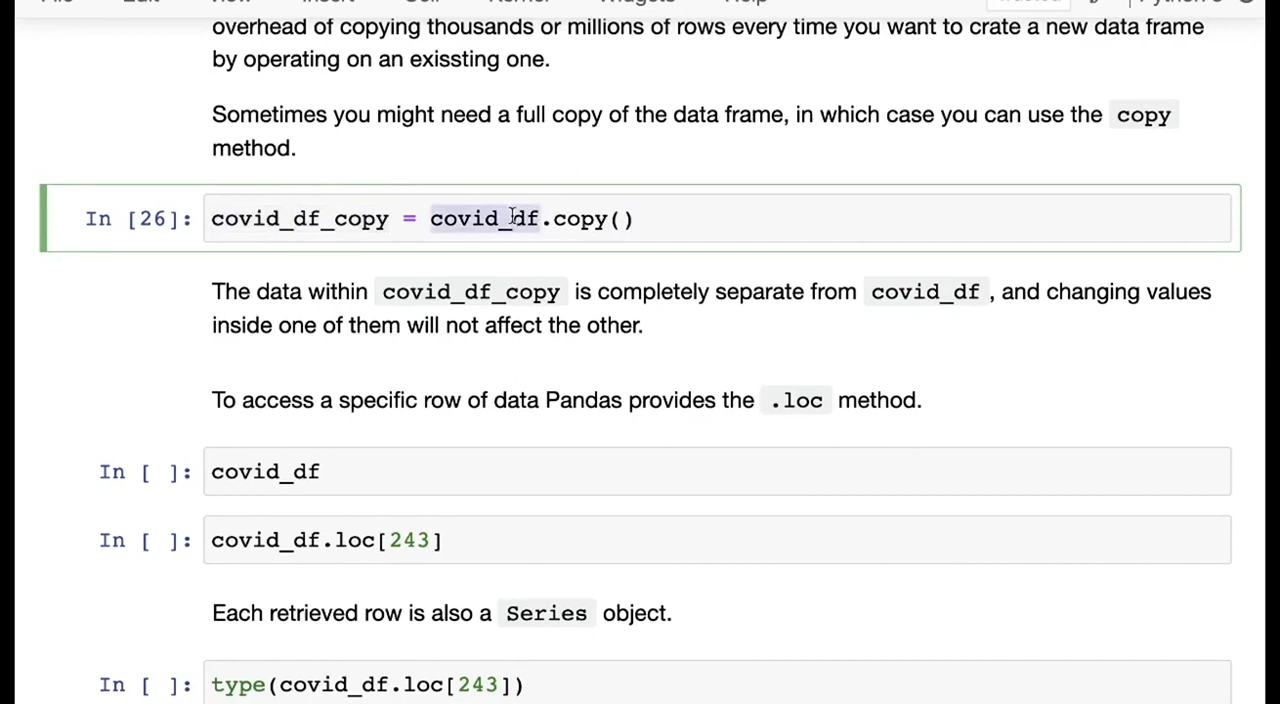 overhead of copying thousands or millions of rows every time you want to crate a new data frame
by operating on an exissting one.
Sometimes you might need a full copy of the data frame, in which case you can use the copy
method.
In [26]: covid_df_copy = covid_df.copy()
The data within covid_df_copy is completely separate from covid_df , and changing values
inside one of them will not affect the other.
To access a specific row of data Pandas provides the .loc method.
In [ ]: covid_df
In [ ]: covid_df.loc[243]
Each retrieved row is also a Series object.
In [ ]: type(covid_df.loc[243])